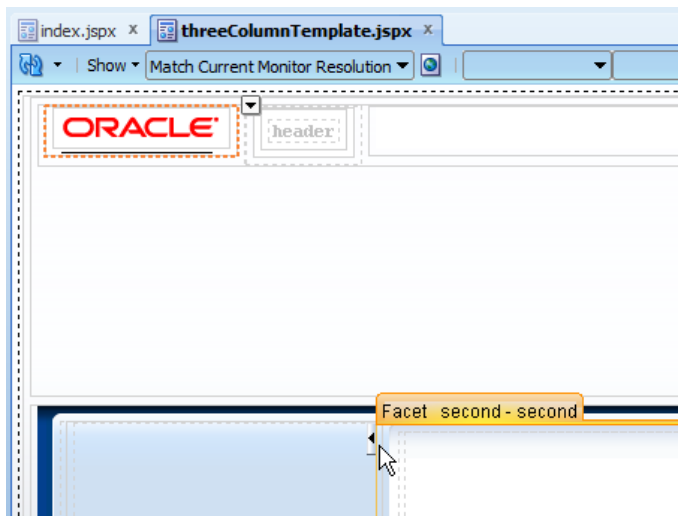 index.jspx x threeColumnTemplate.jspx x
Show Match Current Monitor Resolution
ORACLE header
Facet second - second